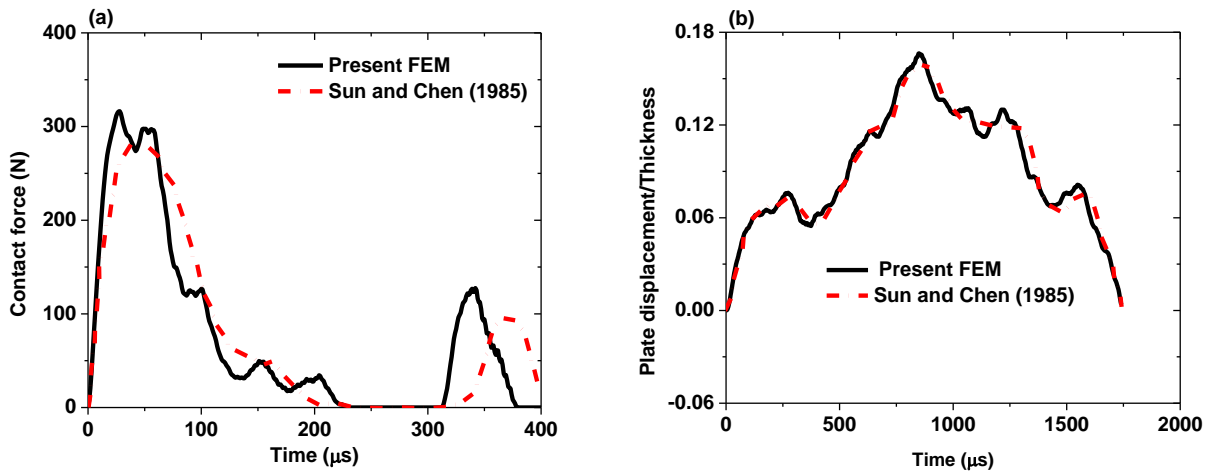 (a)
400
300
200
100
0
0 100 200 300 400
Contact force (N)
Time (μs)
Present FEM
Sun and Chen (1985)
(b)
0.18
0.12
0.06
0.00
-0.06
0 500 1000 1500 2000
Plate displacement/Thickness
Time (μs)
Present FEM
Sun and Chen (1985)